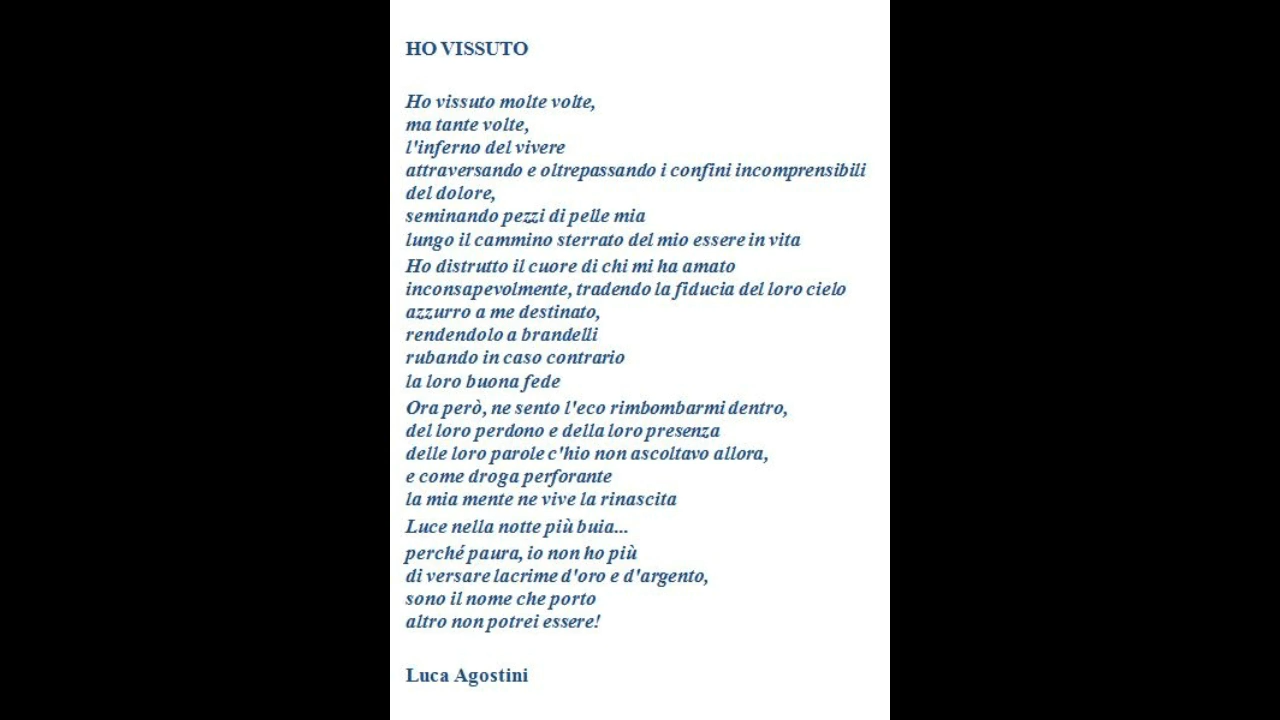 HO VISSUTO
Ho vissuto molte volte,
ma tante volte,
l'inferno del vivere
attraversando e oltrepassando i confini incomprensibili
del dolore,
seminando pezzi di pelle mia
lungo il cammino sterrato del mio essere in vita
Ho distrutto il cuore di chi mi ha amato
inconsapevolmente, tradendo la fiducia del loro cielo
azzurro a me destinato,
rendendolo a brandelli
rubando in caso contrario
la loro buona fede
Ora però, ne sento l'eco rimbombarmi dentro,
del loro perdono e della loro presenza
delle loro parole c'hio non ascoltavo allora,
e come droga perforante
la mia mente ne vive la rinascita
Luce nella notte più buia...
perché paura, io non ho più
di versare lacrime d'oro e d'argento,
sono il nome che porto
altro non potrei essere!
Luca Agostini